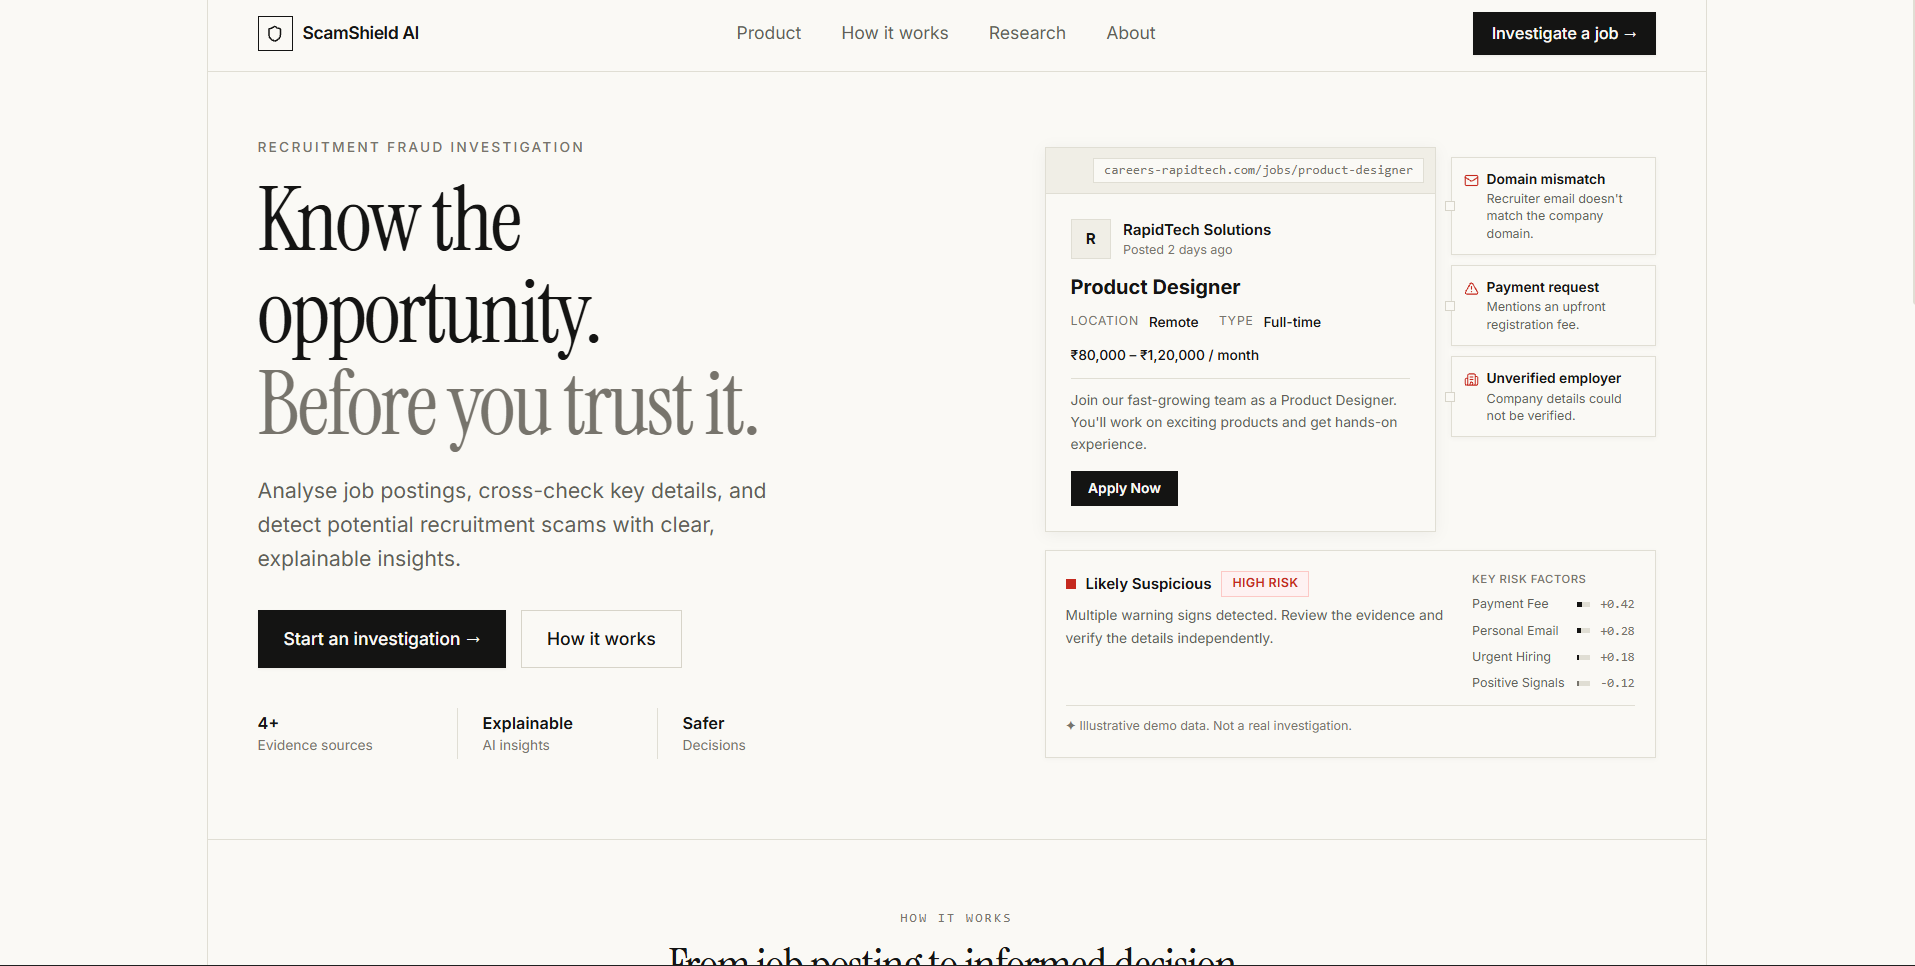 ScamShield AI
Product
How it works
Research
About
Investigate a job →
RECRUITMENT FRAUD INVESTIGATION
Know the
opportunity.
Before you trust it.
Analyse job postings, cross-check key details, and
detect potential recruitment scams with clear,
explainable insights.
Start an investigation →
How it works
4+
Evidence sources
Explainable
AI insights
Safer
Decisions
careers-rapidtech.com/jobs/product-designer
R
RapidTech Solutions
Posted 2 days ago
Product Designer
LOCATION Remote TYPE Full-time
₹80,000 – ₹1,20,000 / month
Join our fast-growing team as a Product Designer.
You'll work on exciting products and get hands-on
experience.
Apply Now
Domain mismatch
Recruiter email doesn't
match the company
domain.
Payment request
Mentions an upfront
registration fee.
Unverified employer
Company details could
not be verified.
Likely Suspicious
HIGH RISK
Multiple warning signs detected. Review the evidence and
verify the details independently.
KEY RISK FACTORS
Payment Fee +0.42
Personal Email +0.28
Urgent Hiring +0.18
Positive Signals -0.12
✦ Illustrative demo data. Not a real investigation.
HOW IT WORKS
From job posting to informed decision